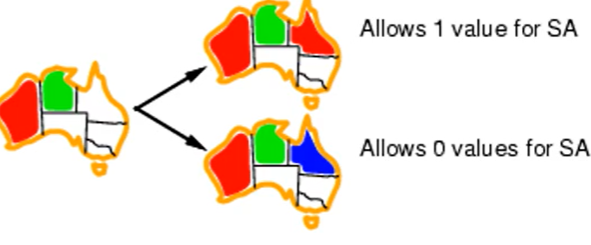 Allows 1 value for SA
Allows 0 values for SA